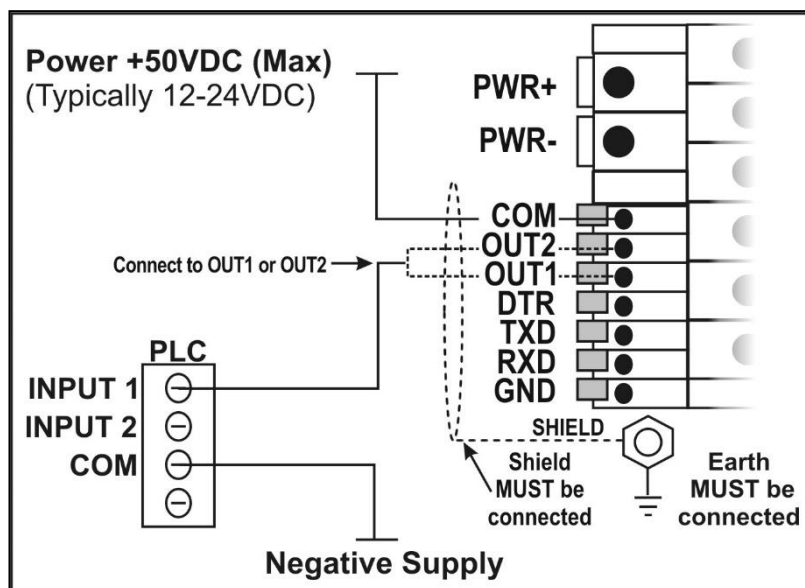 Power +50VDC (Max)
(Typically 12-24VDC)
PWR+
PWR-
COM
OUT2
OUT1
DTR
TXD
RXD
GND
Connect to OUT1 or OUT2
PLC
INPUT 1
INPUT 2
COM
SHIELD
Shield
MUST be
connected
Earth
MUST be
connected
Negative Supply